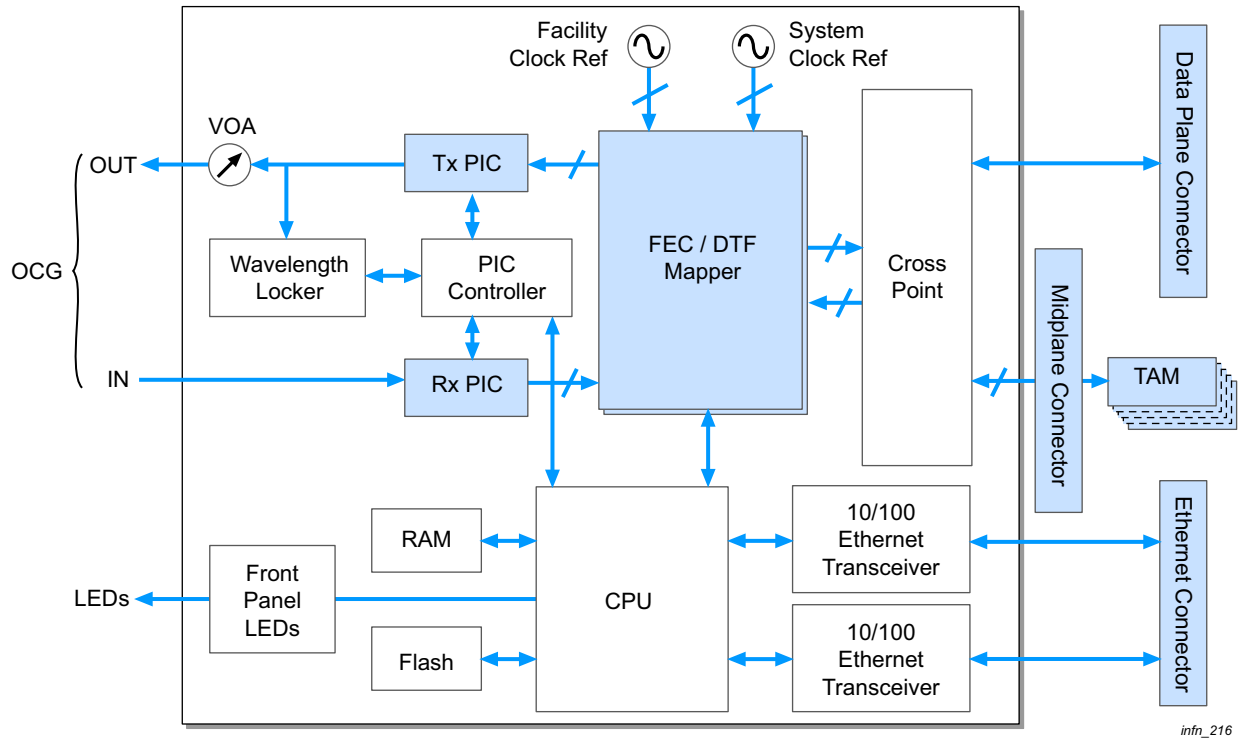 Facility
Clock Ref
System
Clock Ref
VOA
OUT
Tx PIC
Data Plane Connector
FEC / DTF
Mapper
OCG
Wavelength
Locker
PIC
Controller
Cross
Point
Midplane Connector
IN
Rx PIC
TAM
RAM
10/100
Ethernet
Transceiver
Ethernet Connector
LEDs
Front
Panel
LEDs
CPU
Flash
10/100
Ethernet
Transceiver
infn_216